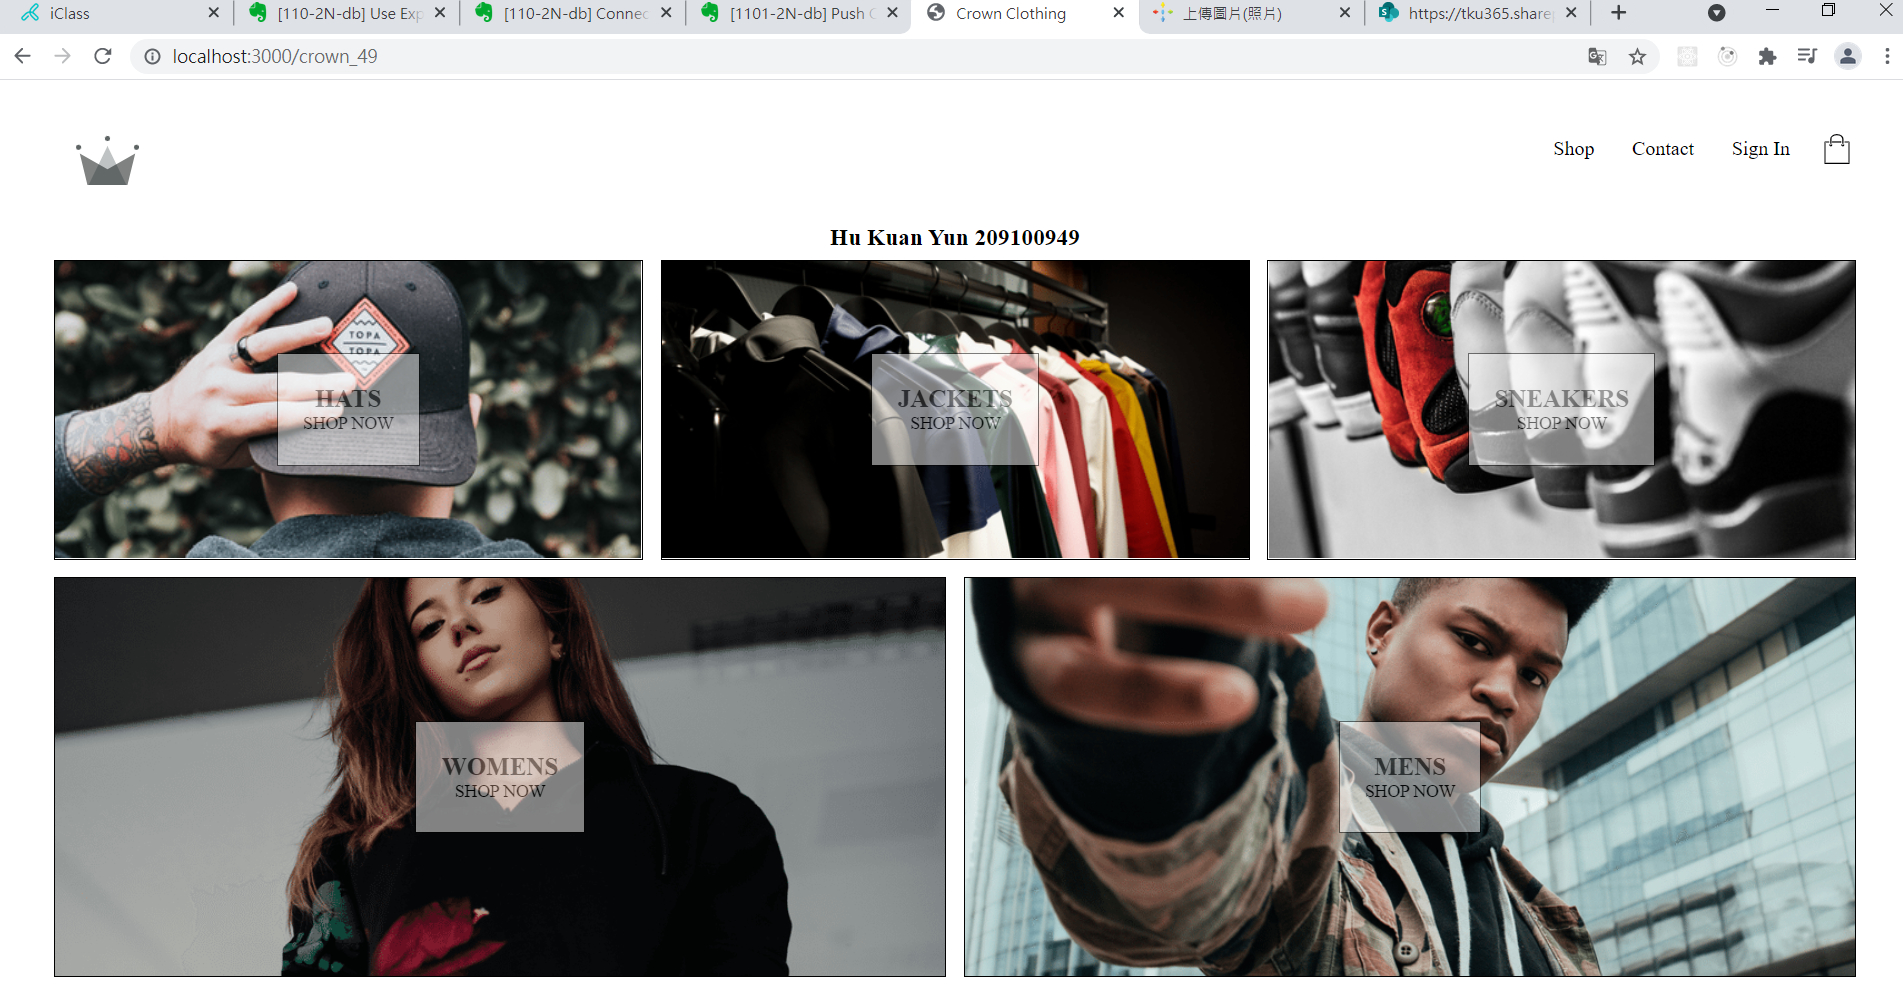 iClass
[110-2N-db] Use Exp
[110-2N-db] Connec
[1101-2N-db] Push C
Crown Clothing
上傳圖片(照片)
https://tku365.share
localhost:3000/crown_49
Shop
Contact
Sign In
Hu Kuan Yun 209100949
TOPA
TOPA
HATS
SHOP NOW
JACKETS
SHOP NOW
SNEAKERS
SHOP NOW
WOMENS
SHOP NOW
MENS
SHOP NOW